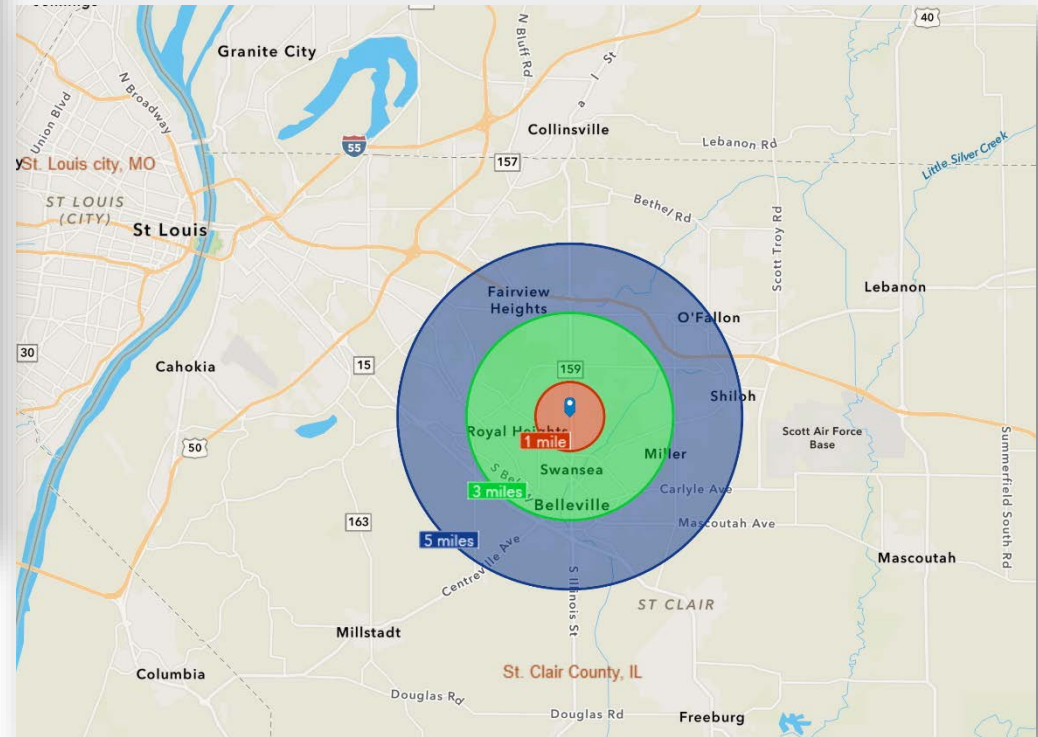 Granite City
N Bluff Rd
40
N Broadway
Union Blvd
Collinsville
Lebanon Rd
55
157
Little Silver Creek
St. Louis city, MO
ST LOUIS
(CITY)
St Louis
Bethel Rd
Scott Troy Rd
Fairview
Heights
Lebanon
O'Fallon
30
Cahokia
15
159
Shiloh
Royal Heights
1 mile
Scott Air Force
Base
50
Swansea
Miller
3 miles
Belleville
Carlyle Ave
163
5 miles
Mascoutah Ave
Summerfield South Rd
Centreville Ave
Mascoutah
S Illinois St
ST CLAIR
Millstadt
Columbia
St. Clair County, IL
Douglas Rd
Douglas Rd
Freeburg